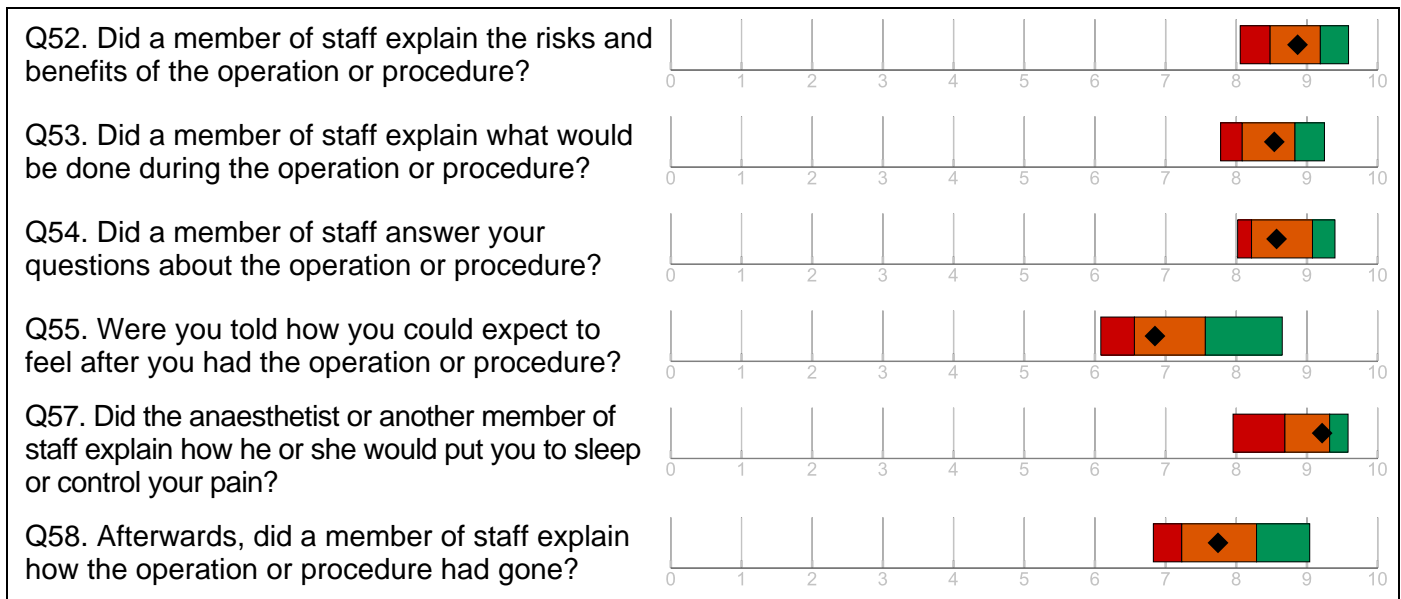 Q52. Did a member of staff explain the risks and
benefits of the operation or procedure?
0 1 2 3 4 5 6 7 8 9 10
Q53. Did a member of staff explain what would
be done during the operation or procedure?
0 1 2 3 4 5 6 7 8 9 10
Q54. Did a member of staff answer your
questions about the operation or procedure?
0 1 2 3 4 5 6 7 8 9 10
Q55. Were you told how you could expect to
feel after you had the operation or procedure?
0 1 2 3 4 5 6 7 8 9 10
Q57. Did the anaesthetist or another member of
staff explain how he or she would put you to sleep
or control your pain?
0 1 2 3 4 5 6 7 8 9 10
Q58. Afterwards, did a member of staff explain
how the operation or procedure had gone?
0 1 2 3 4 5 6 7 8 9 10